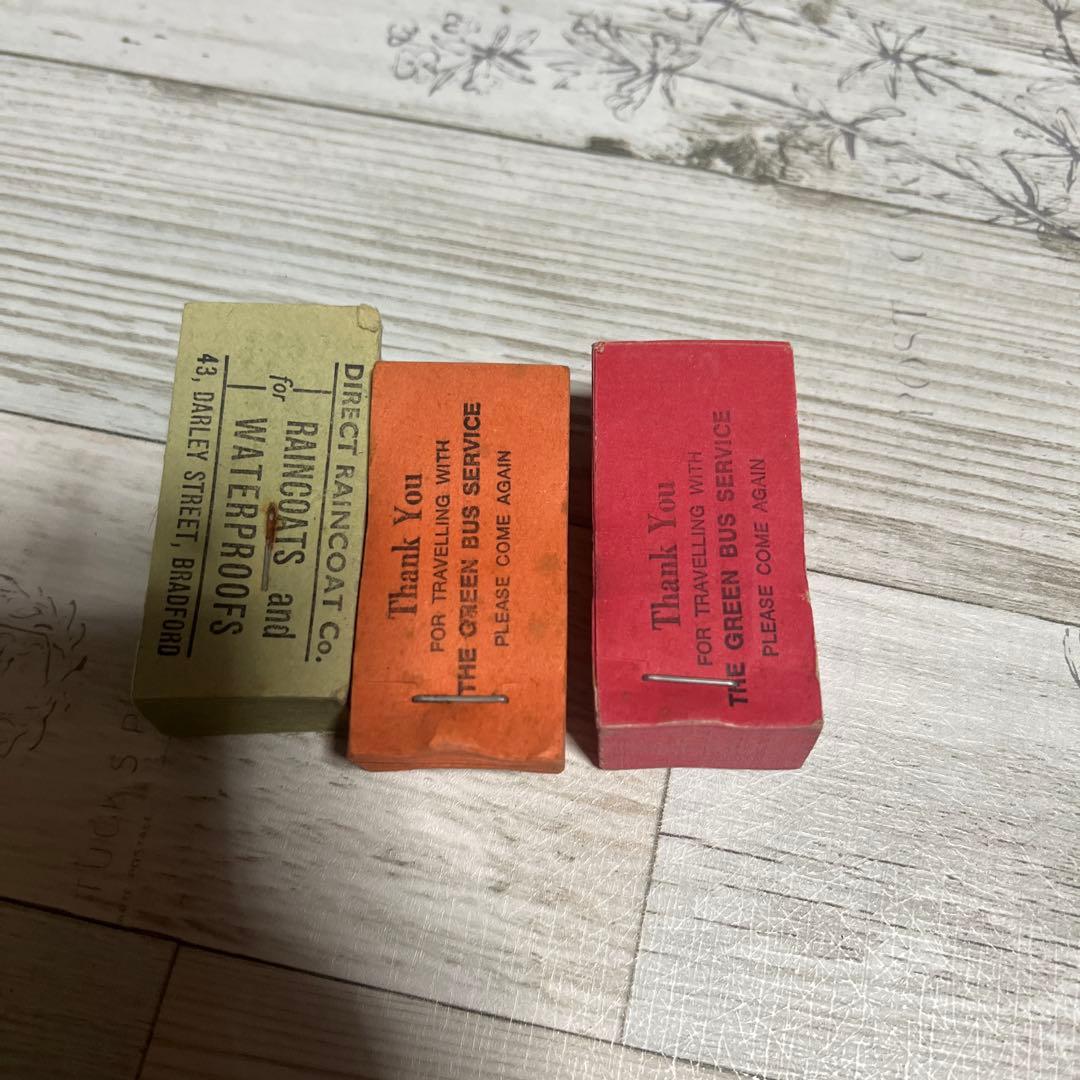 DIRECT RAINCOAT Co.
for RAINCOATS and
WATERPROOFS
43, DARLEY STREET, BRADFORD
Thank You
FOR TRAVELLING WITH
THE GREEN BUS SERVICE
PLEASE COME AGAIN
Thank You
FOR TRAVELLING WITH
THE GREEN BUS SERVICE
PLEASE COME AGAIN